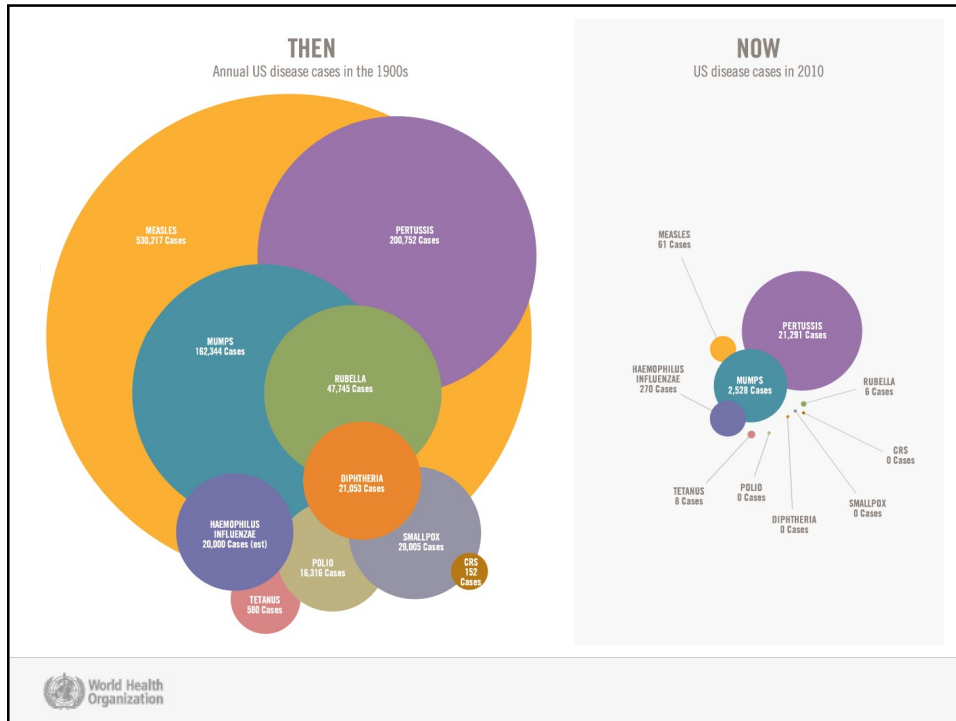 THEN
Annual US disease cases in the 1900s
MEASLES
530,217 Cases
PERTUSSIS
200,752 Cases
MUMPS
162,344 Cases
RUBELLA
47,745 Cases
DIPHTHERIA
21,053 Cases
HAEMOPHILUS
INFLUENZAE
20,000 Cases (est)
SMALLPOX
29,005 Cases
POLIO
16,316 Cases
CRS
152
Cases
TETANUS
580 Cases
NOW
US disease cases in 2010
MEASLES
61 Cases
PERTUSSIS
21,291 Cases
HAEMOPHILUS
INFLUENZAE
270 Cases
MUMPS
2,528 Cases
RUBELLA
6 Cases
CRS
0 Cases
TETANUS
8 Cases
POLIO
0 Cases
SMALLPOX
0 Cases
DIPHTHERIA
0 Cases
World Health
Organization